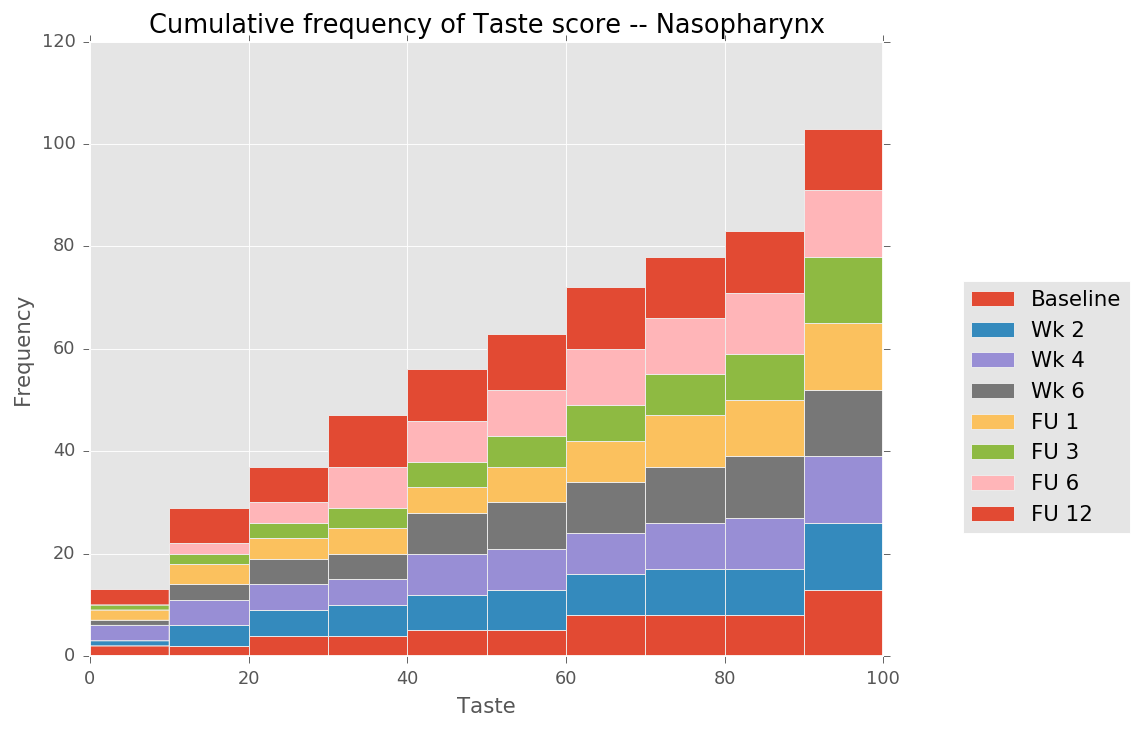 Cumulative frequency of Taste score -- Nasopharynx
120
100
80
60
40
20
0
Frequency
0 20 40 60 80 100
Taste
Baseline
Wk 2
Wk 4
Wk 6
FU 1
FU 3
FU 6
FU 12